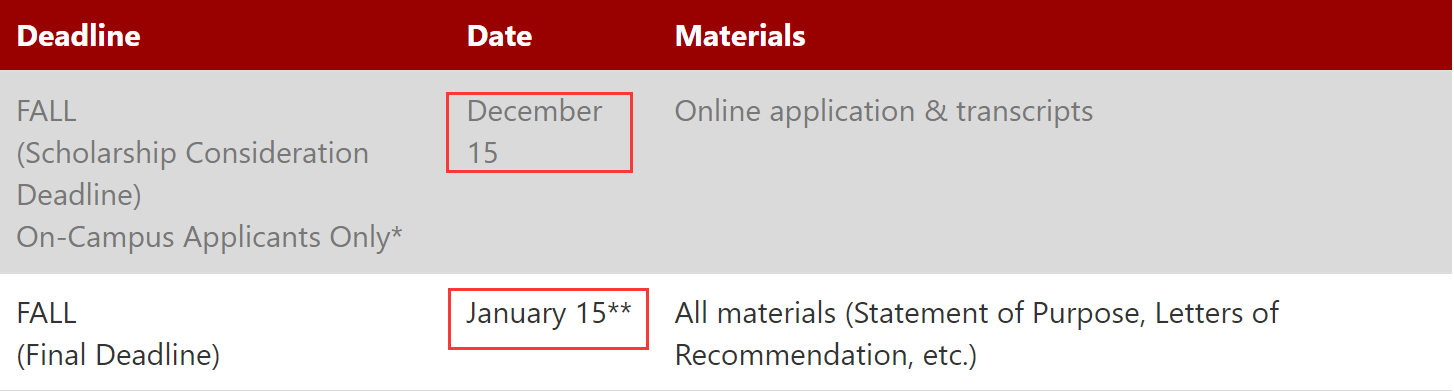 Deadline Date Materials
FALL
(Scholarship Consideration
Deadline)
On-Campus Applicants Only*
December
15
Online application & transcripts
FALL
(Final Deadline)
January 15**
All materials (Statement of Purpose, Letters of
Recommendation, etc.)